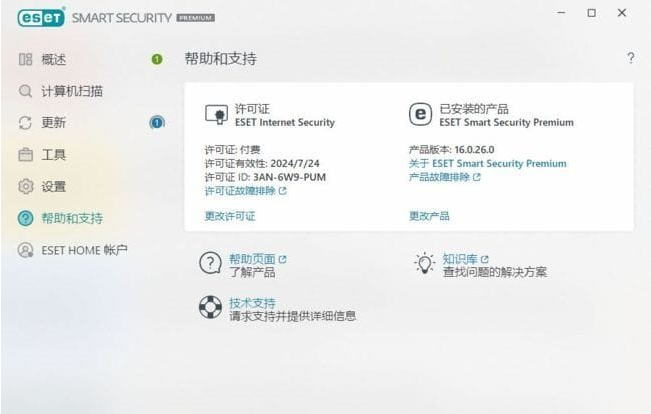 eset SMART SECURITY PREMIUM
概述 1
计算机扫描
更新 1
工具
设置
帮助和支持
ESET HOME 帐户
帮助和支持 ?
许可证
ESET Internet Security
许可证: 付费
许可证有效性: 2024/7/24
许可证 ID: 3AN-6W9-PUM
许可证故障排除
更改许可证
已安装的产品
ESET Smart Security Premium
产品版本: 16.0.26.0
关于 ESET Smart Security Premium
产品故障排除
更改产品
帮助页面
了解产品
知识库
查找问题的解决方案
技术支持
请求支持并提供详细信息